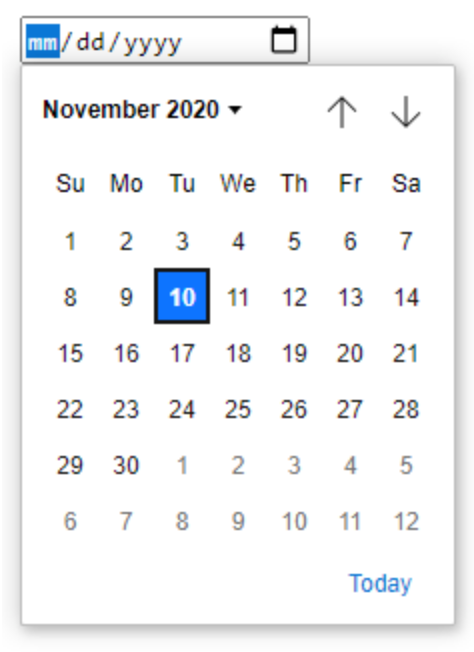 mm/dd/yyyy
November 2020
Su Mo Tu We Th Fr Sa
1 2 3 4 5 6 7
8 9 10 11 12 13 14
15 16 17 18 19 20 21
22 23 24 25 26 27 28
29 30 1 2 3 4 5
6 7 8 9 10 11 12
Today